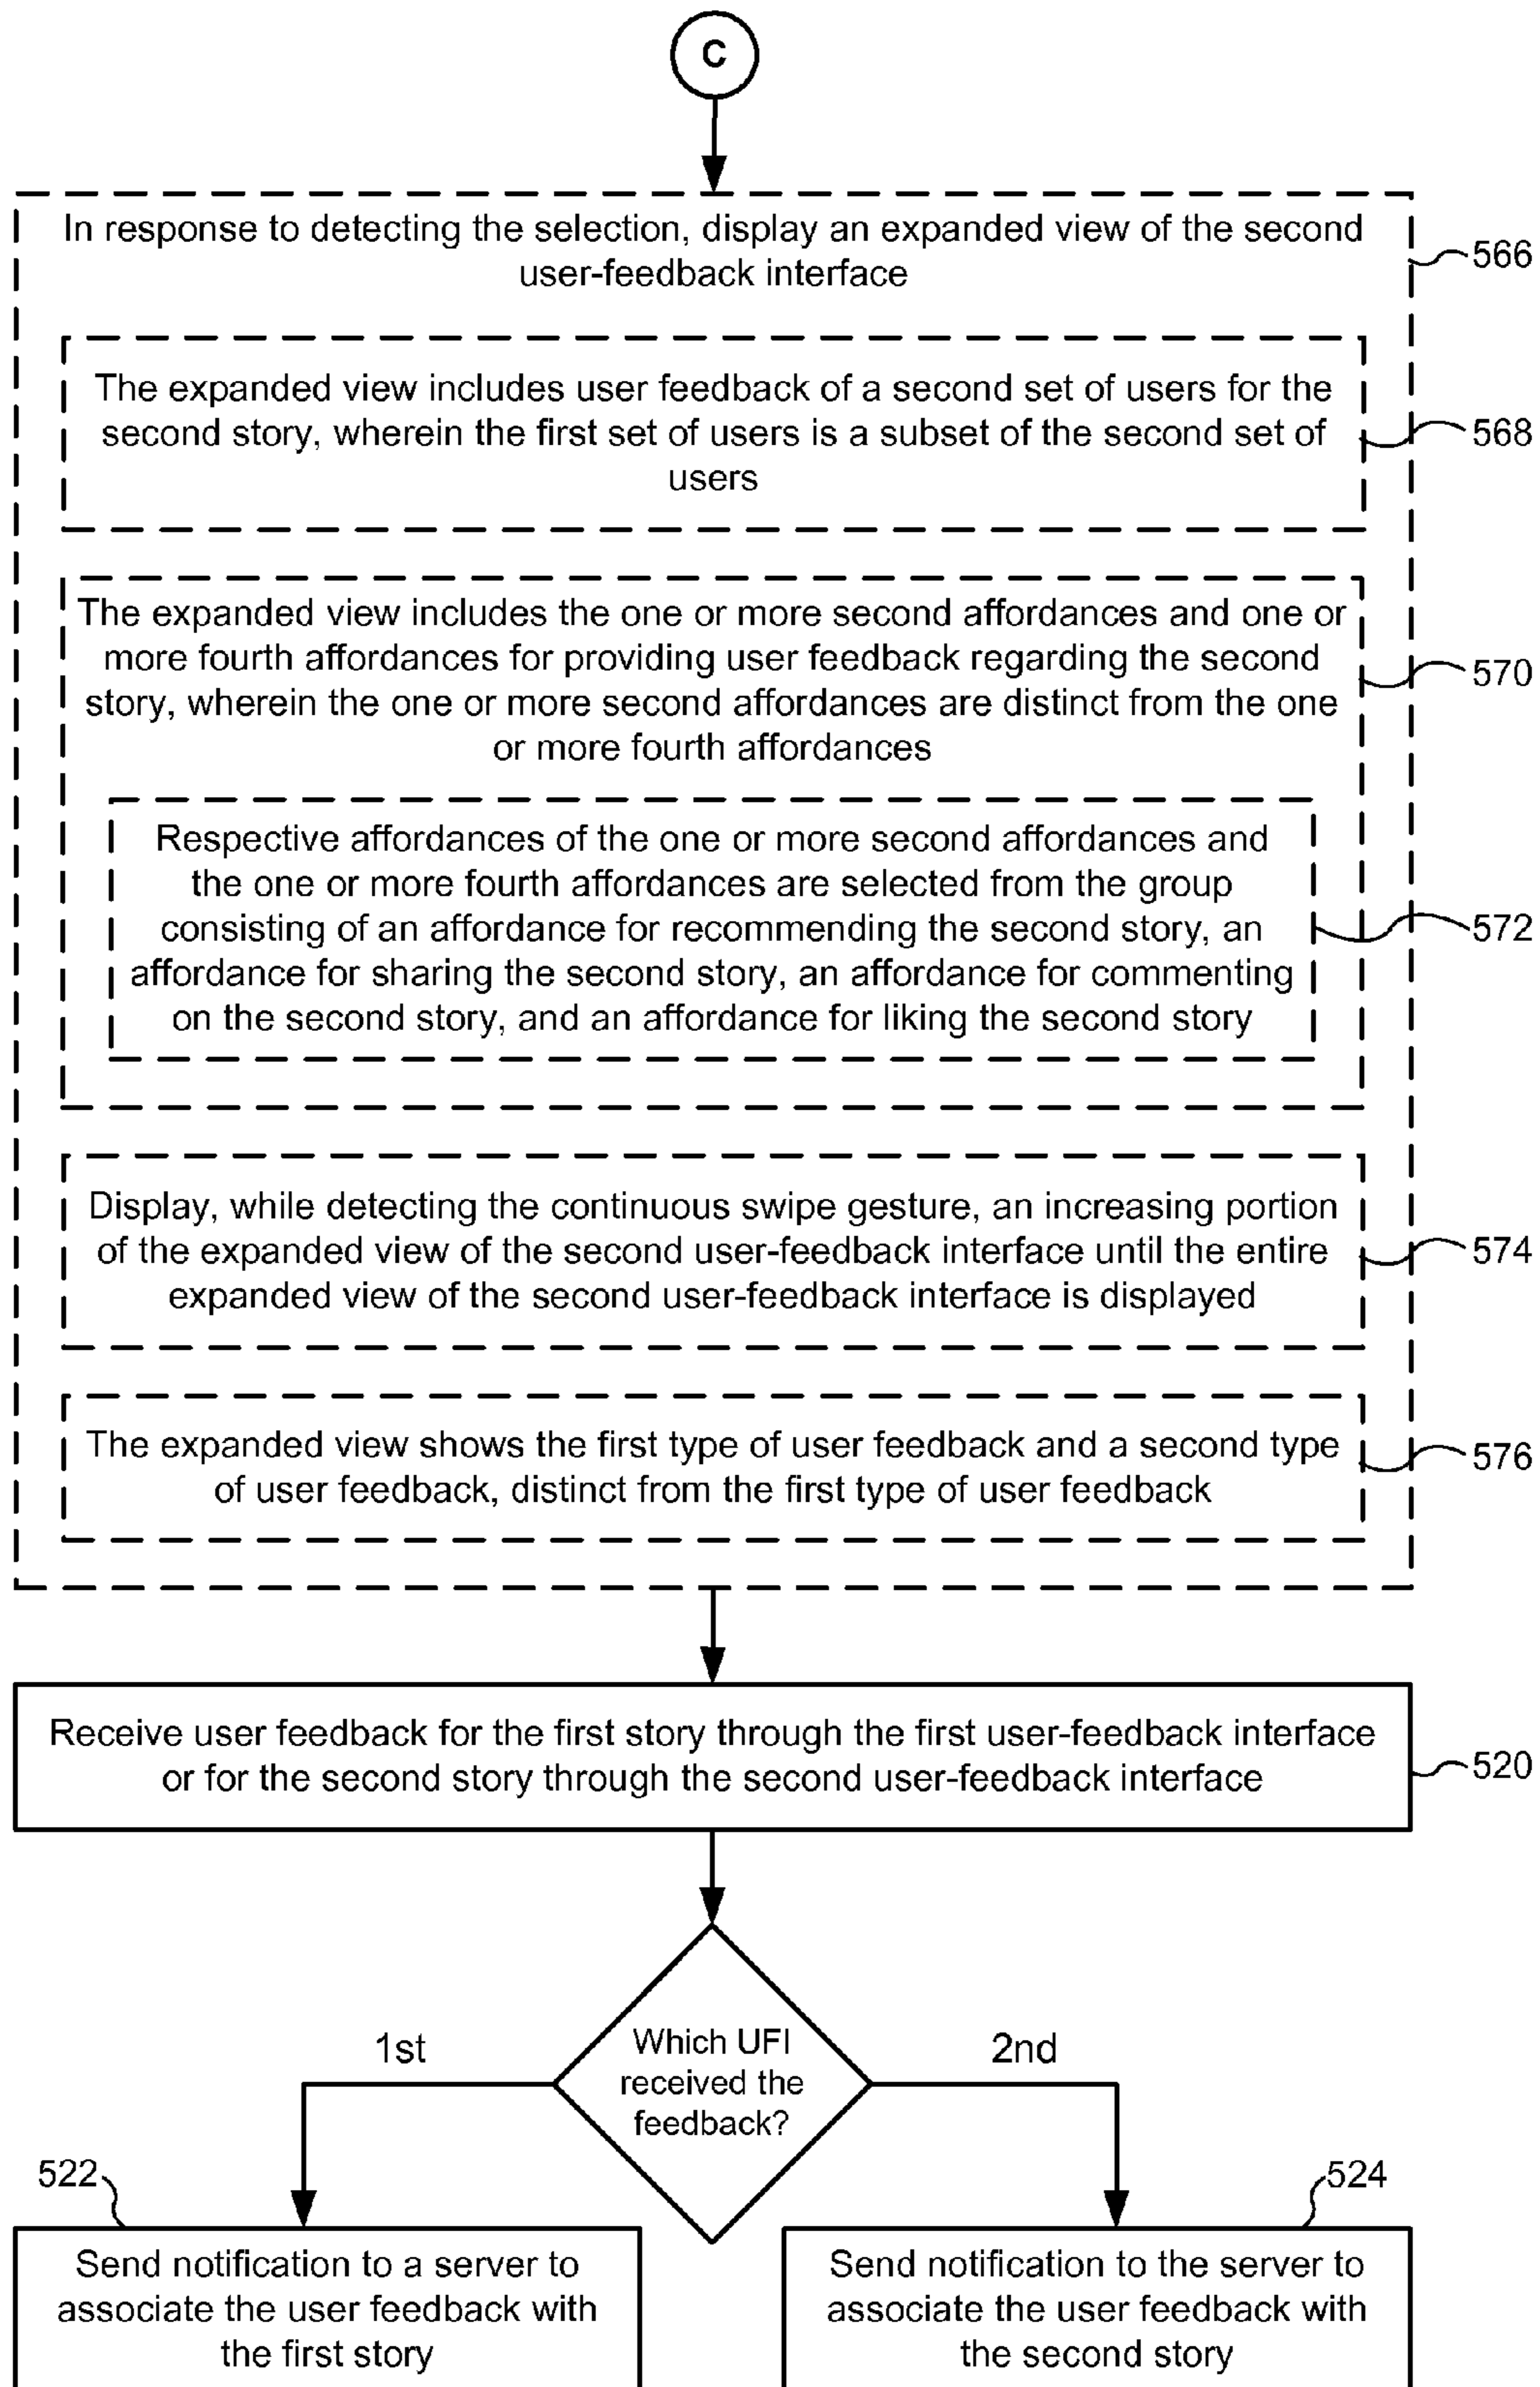 C
In response to detecting the selection, display an expanded view of the second
user-feedback interface
566
The expanded view includes user feedback of a second set of users for the
second story, wherein the first set of users is a subset of the second set of
users
568
The expanded view includes the one or more second affordances and one or
more fourth affordances for providing user feedback regarding the second
story, wherein the one or more second affordances are distinct from the one
or more fourth affordances
570
Respective affordances of the one or more second affordances and
the one or more fourth affordances are selected from the group
consisting of an affordance for recommending the second story, an
affordance for sharing the second story, an affordance for commenting
on the second story, and an affordance for liking the second story
572
Display, while detecting the continuous swipe gesture, an increasing portion
of the expanded view of the second user-feedback interface until the entire
expanded view of the second user-feedback interface is displayed
574
The expanded view shows the first type of user feedback and a second type
of user feedback, distinct from the first type of user feedback
576
Receive user feedback for the first story through the first user-feedback interface
or for the second story through the second user-feedback interface
520
Which UFI
received the
feedback?
1st
2nd
522
Send notification to a server to
associate the user feedback with
the first story
524
Send notification to the server to
associate the user feedback with
the second story